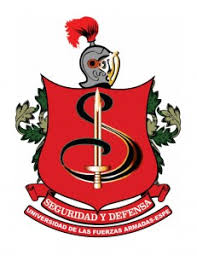 S
SEGURIDAD Y DEFENSA
UNIVERSIDAD DE LAS FUERZAS ARMADAS-ESPE